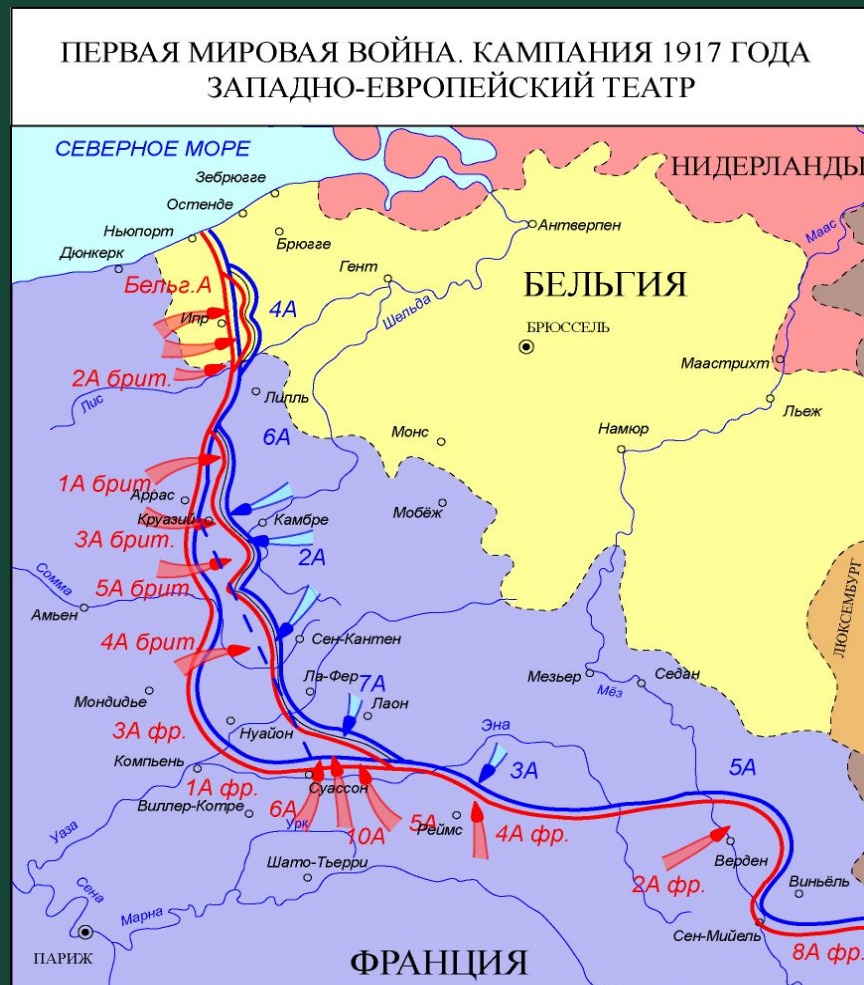 ПЕРВАЯ МИРОВАЯ ВОЙНА. КАМПАНИЯ 1917 ГОДА
ЗАПАДНО-ЕВРОПЕЙСКИЙ ТЕАТР
СЕВЕРНОЕ МОРЕ
НИДЕРЛАНДЫ
Зебрюгге
Остенде
Ньюпорт
Брюгге
Дюнкерк
Антверпен
Маас
Гент
Бельг.А
БЕЛЬГИЯ
4А
Шельда
Ипр
БРЮССЕЛЬ
Маастрихт
2А брит.
Лис
Лилль
Льеж
6А
Монс
Намюр
1А брит
Аррас
Мобёж
Круазий
Камбре
3А брит.
2А
5А брит
Сомма
Амьен
ЛЮКСЕМБУРГ
4А брит
Сен-Кантен
Ла-Фер
7А
Мезьер
Седан
Мёз
Мондидье
Лаон
3А фр.
Нуайон
Эна
Компьень
3А
5А
1А фр.
Суассон
Виллер-Котре
6А
Урк
10А
5А
Реймс
4А фр.
Уаза
Верден
Шато-Тьерри
2А фр.
Виньёль
Сена
Марна
Сен-Мийель
ПАРИЖ
ФРАНЦИЯ
8А фр.